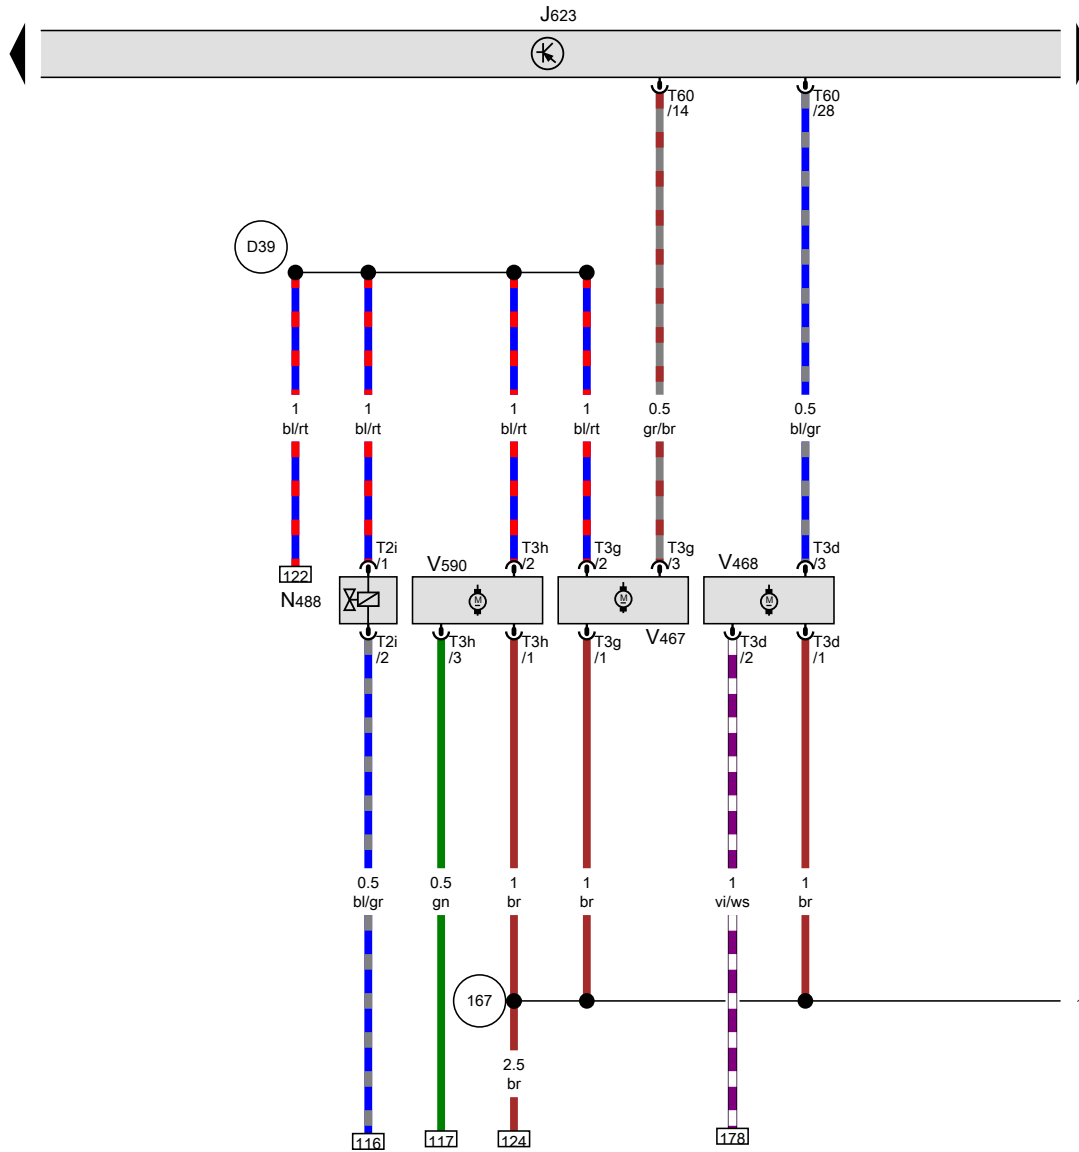 J623
T60
/14
T60
/28
D39
1
bl/rt
1
bl/rt
1
bl/rt
1
bl/rt
0.5
gr/br
0.5
bl/gr
T2i
/1
T3h
/2
T3g
/2
T3g
/3
T3d
/3
122
N488
V590
V468
M
M
M
V467
T2i
/2
T3h
/3
T3h
/1
T3g
/1
T3d
/2
T3d
/1
0.5
bl/gr
0.5
gn
1
br
1
br
1
vi/ws
1
br
167
2.5
br
116
117
124
178